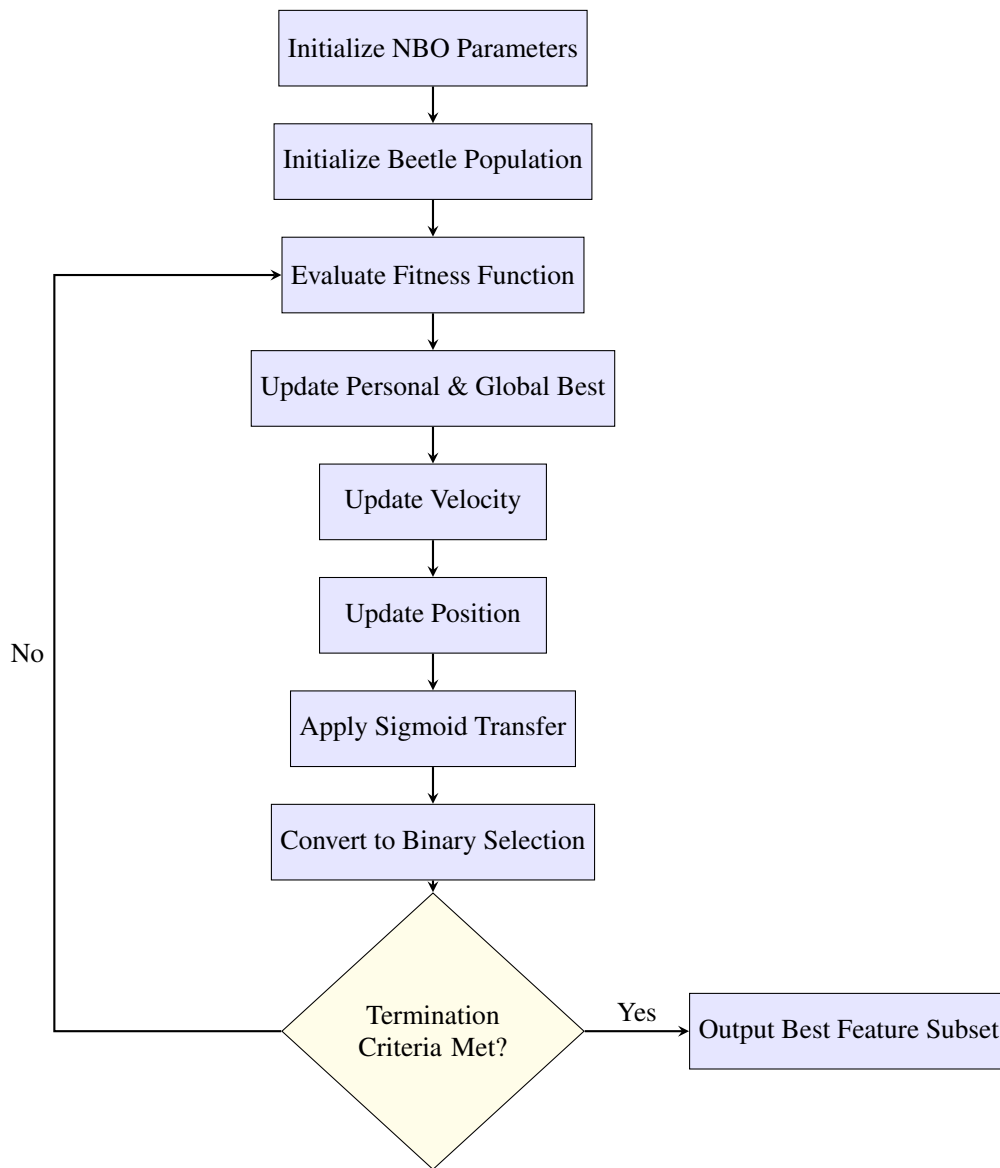 Initialize NBO Parameters
Initialize Beetle Population
Evaluate Fitness Function
Update Personal & Global Best
Update Velocity
Update Position
No
Apply Sigmoid Transfer
Convert to Binary Selection
Termination
Criteria Met?
Yes
Output Best Feature Subset